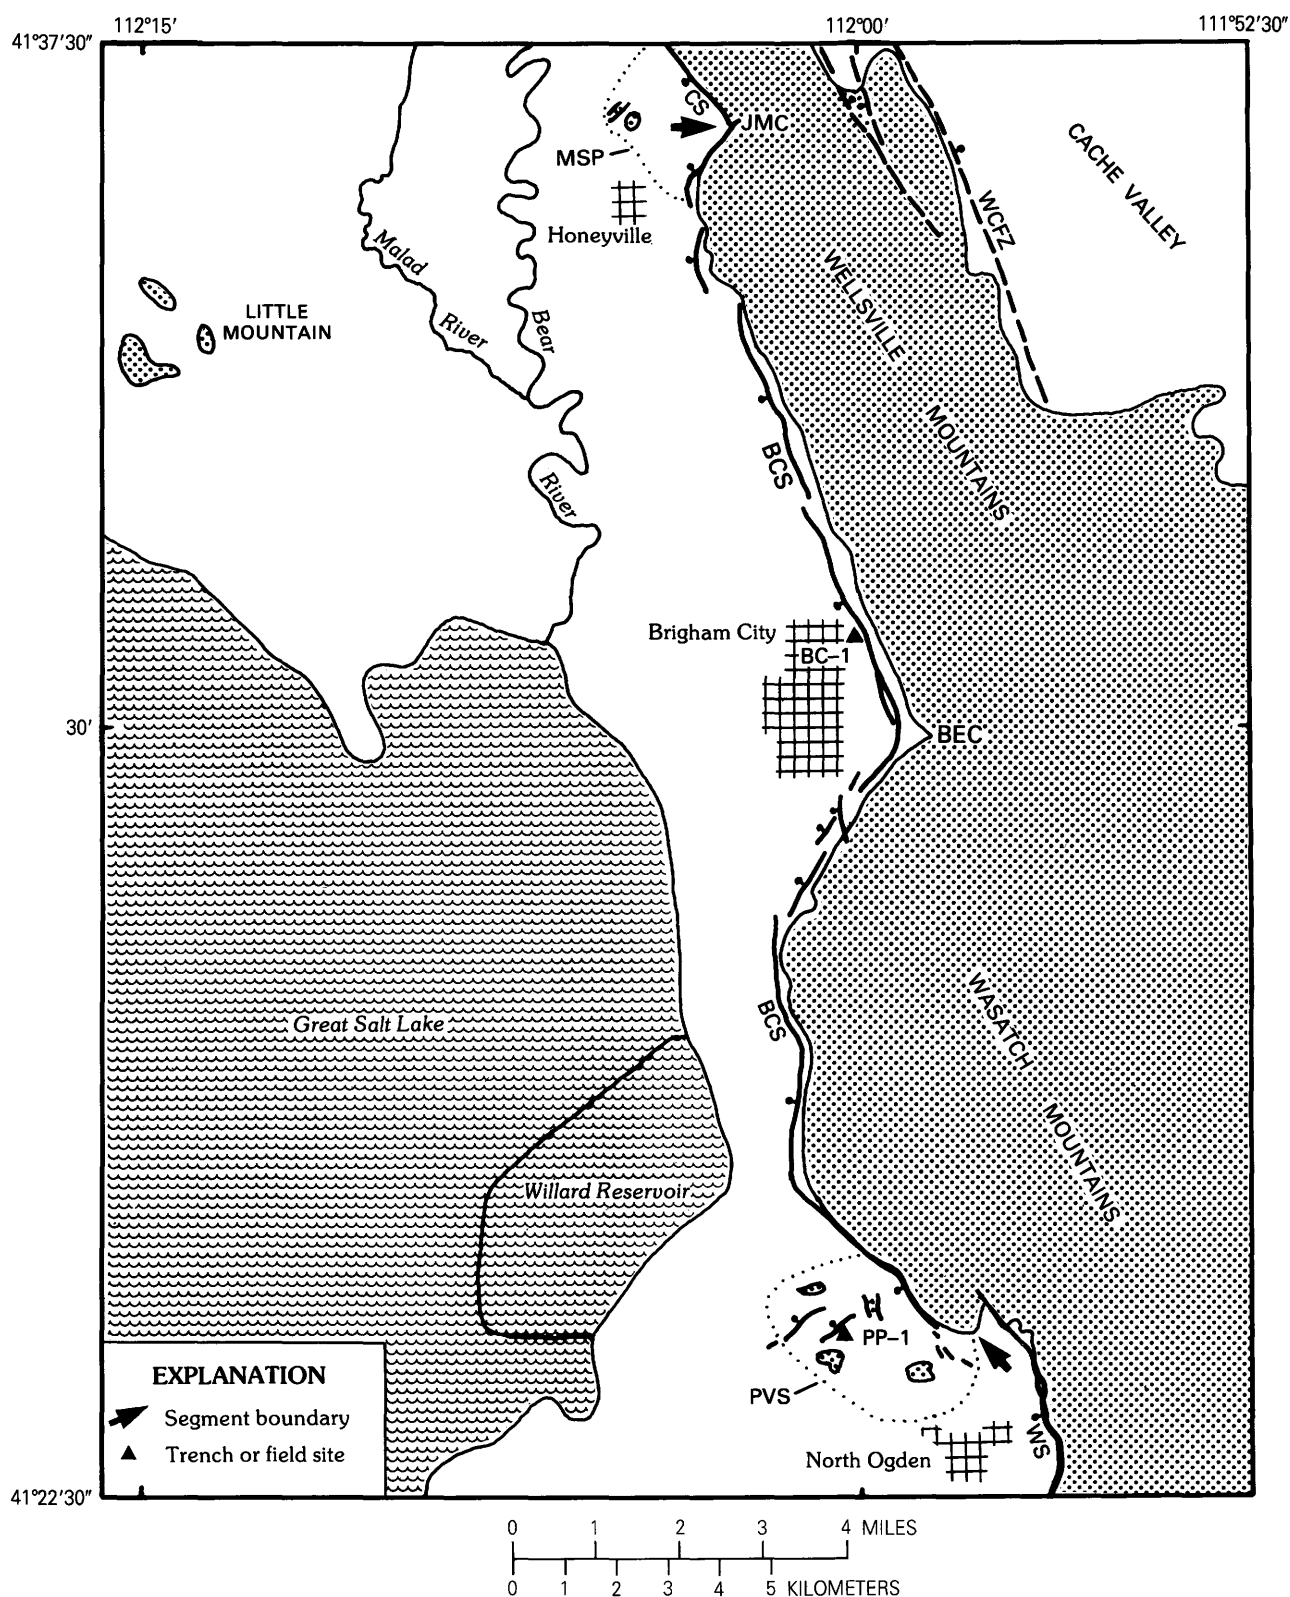 112°15′ 112°00′ 111°52′30″
41°37′30″
CS
JMC
MSP
Honeyville
CACHE VALLEY
WCFZ
Malad
River
Bear
River
LITTLE
MOUNTAIN
WELLSVILLE
MOUNTAINS
BCS
Brigham City
BC–1
30′
BEC
BCS
WASATCH
MOUNTAINS
Great Salt Lake
Willard Reservoir
PP–1
PVS
WS
North Ogden
EXPLANATION
Segment boundary
Trench or field site
41°22′30″
0 1 2 3 4 MILES
0 1 2 3 4 5 KILOMETERS